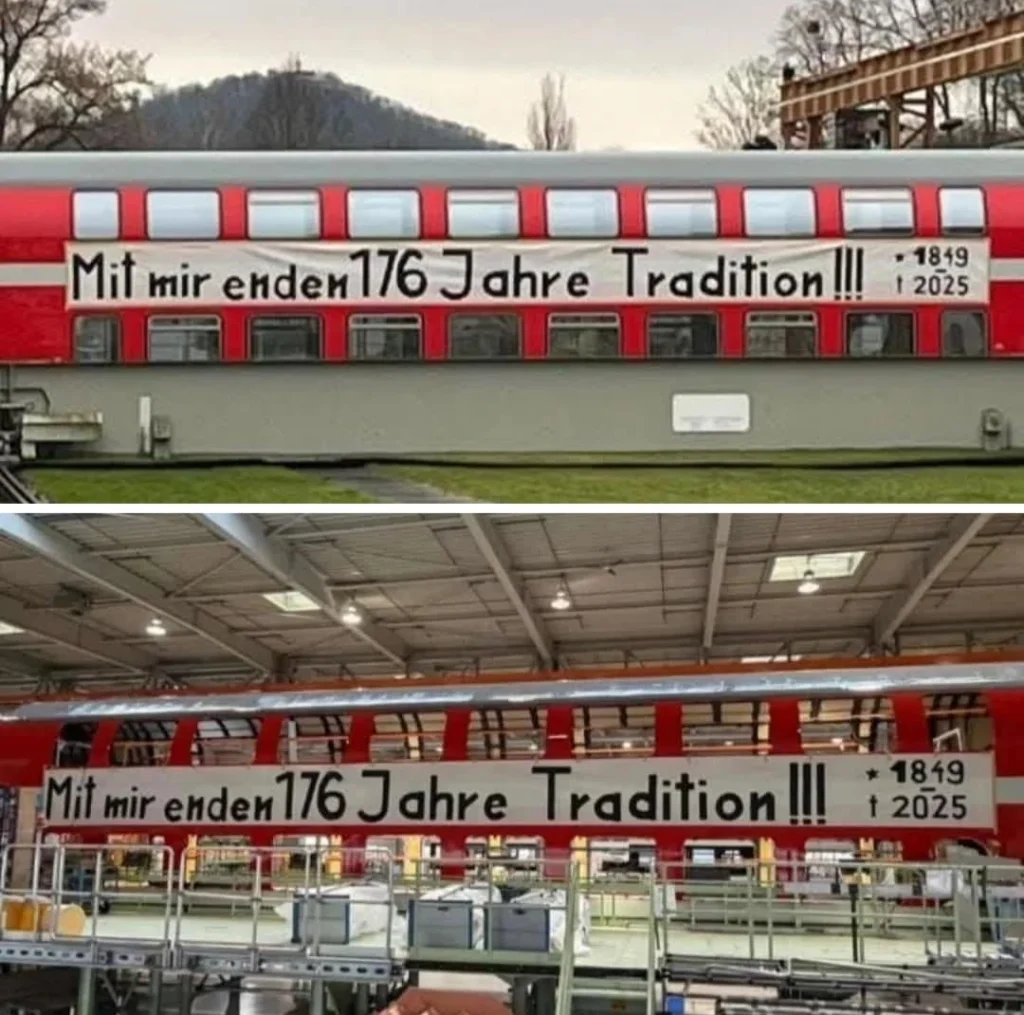 Mit mir enden 176 Jahre Tradition!!! * 1849
–
† 2025
Mit mir enden 176 Jahre Tradition!!! * 1849
–
† 2025